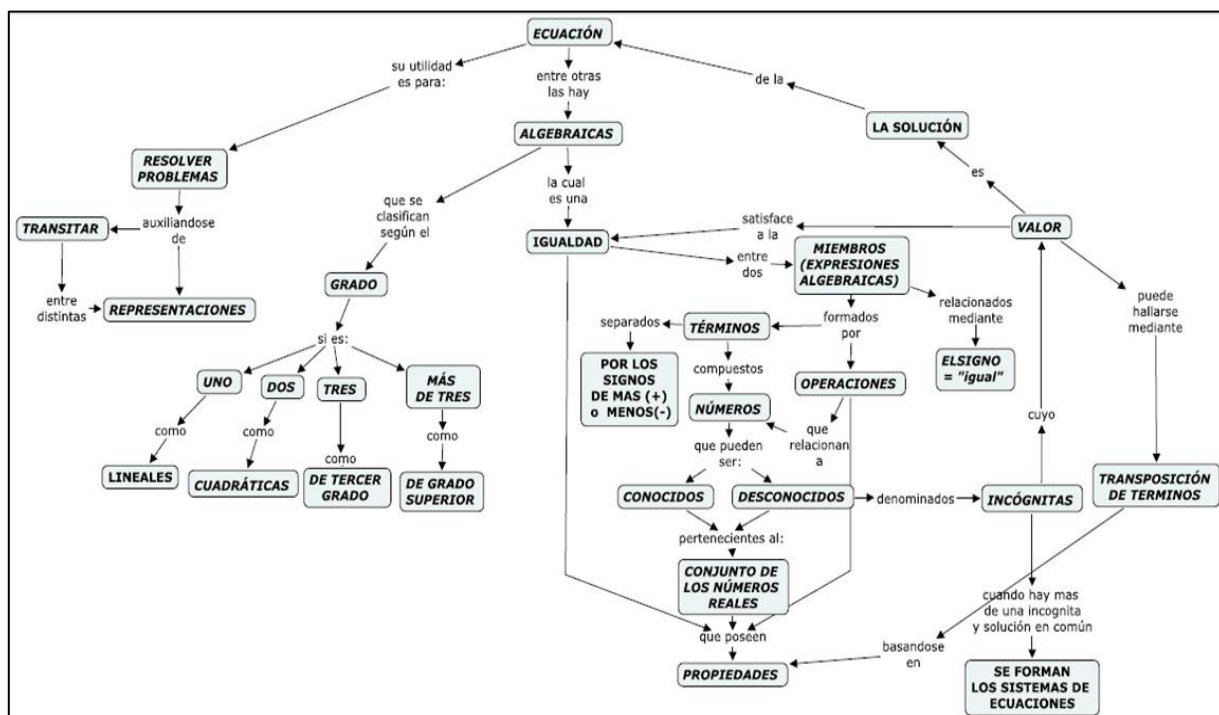 ECUACIÓN
su utilidad
es para:
entre otras
las hay
de la
ALGEBRAICAS
LA SOLUCIÓN
RESOLVER
PROBLEMAS
la cual
es una
es
que se
clasifican
según el
TRANSITAR
auxiliandose
de
IGUALDAD
satisface
a la
VALOR
entre
dos
MIEMBROS
(EXPRESIONES
ALGEBRAICAS)
GRADO
entre
distintas
REPRESENTACIONES
relacionados
mediante
puede
hallarse
mediante
separados
TÉRMINOS
formados
por
si es:
POR LOS
SIGNOS
DE MAS (+)
o MENOS(-)
compuestos
OPERACIONES
ELSIGNO
= "igual"
UNO
DOS
TRES
MÁS
DE TRES
NÚMEROS
cuyo
como
como
como
como
que pueden
ser:
que
relacionan
a
LINEALES
CUADRÁTICAS
DE TERCER
GRADO
DE GRADO
SUPERIOR
CONOCIDOS
DESCONOCIDOS
denominados
INCÓGNITAS
TRANSPOSICIÓN
DE TERMINOS
pertenecientes al:
CONJUNTO DE
LOS NÚMEROS
REALES
cuando hay mas
de una incognita
y solución en común
que poseen
basandose
en
PROPIEDADES
SE FORMAN
LOS SISTEMAS DE
ECUACIONES